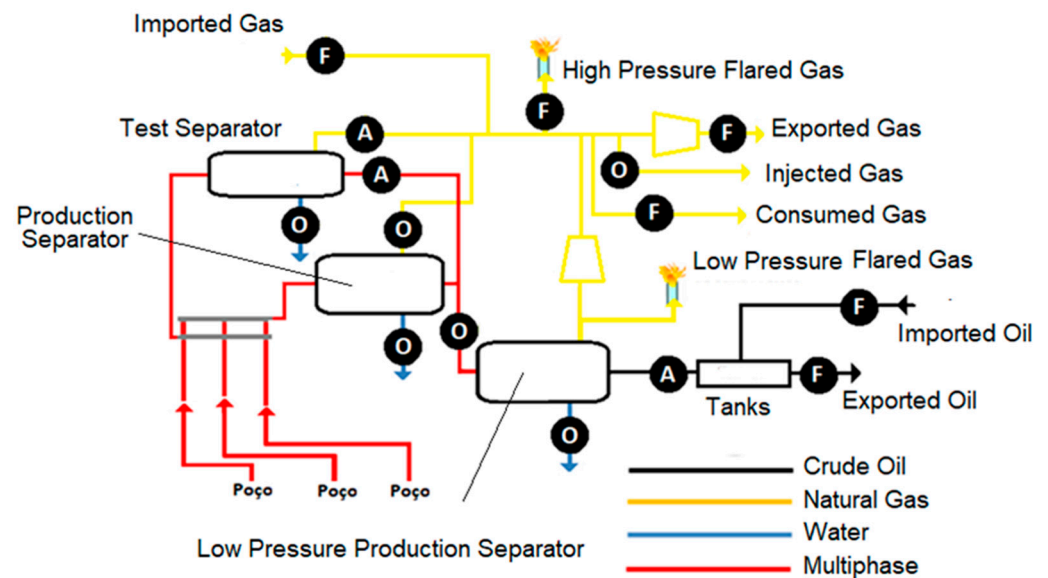 Imported Gas
F
High Pressure Flared Gas
F
Test Separator
A
F
Exported Gas
A
O
Injected Gas
Production
Separator
O
O
F
Consumed Gas
Low Pressure Flared Gas
F
Imported Oil
O
O
A
F
Tanks
Exported Oil
O
Poço
Poço
Poço
Crude Oil
Natural Gas
Water
Low Pressure Production Separator
Multiphase